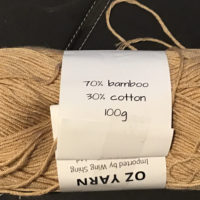 70% bamboo
30% cotton
100g
OZ YARN
Imported by Wing Shing